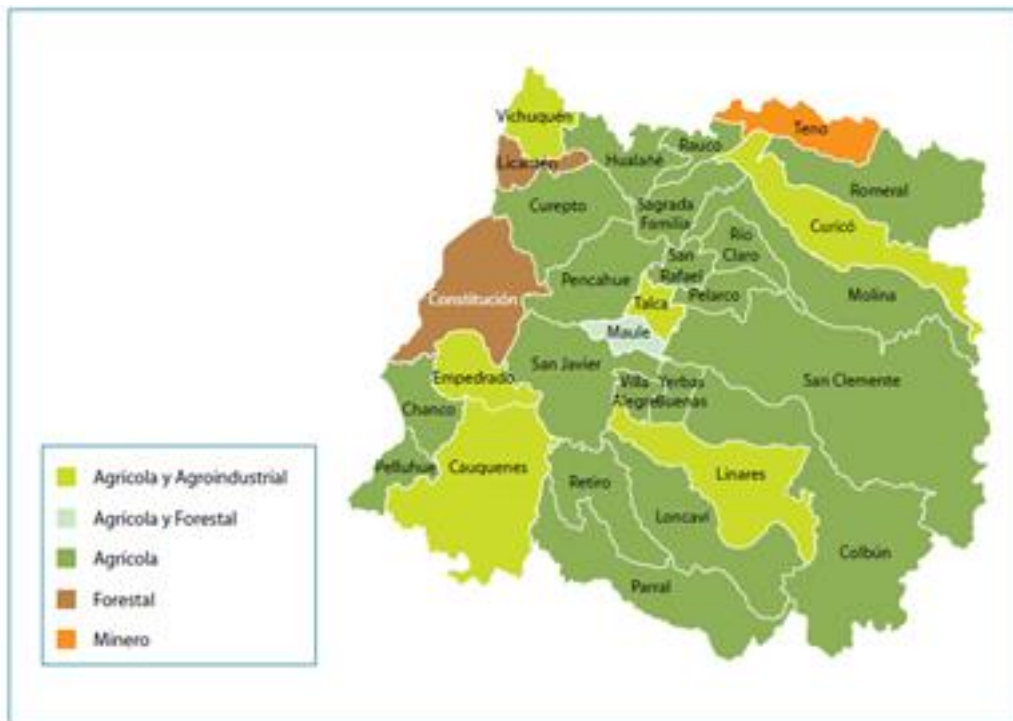 Vichuquén
Teno
Rauco
Licantén
Hualañé
Romeral
Curepto
Sagrada
Familia
Curicó
Río
Claro
San
Rafael
Pencahue
Molina
Constitución
Talca
Pelarco
Maule
San Javier
Empedrado
Villa
Alegre
Yerbas
Buenas
San Clemente
Chanco
Pelluhue
Cauquenes
Linares
Retiro
Loncaví
Colbún
Parral
Agrícola y Agroindustrial
Agrícola y Forestal
Agrícola
Forestal
Minero